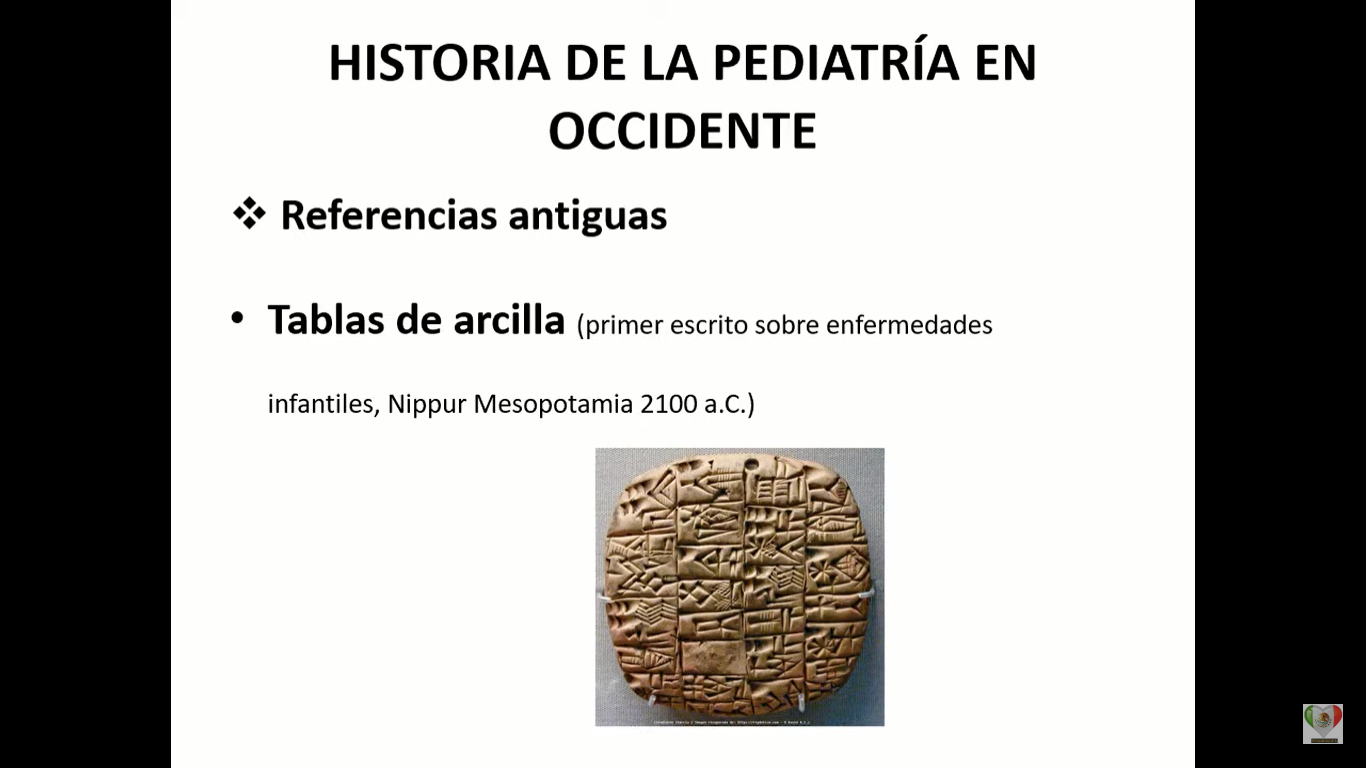 HISTORIA DE LA PEDIATRÍA EN
OCCIDENTE
❖ Referencias antiguas
• Tablas de arcilla (primer escrito sobre enfermedades
infantiles, Nippur Mesopotamia 2100 a.C.)